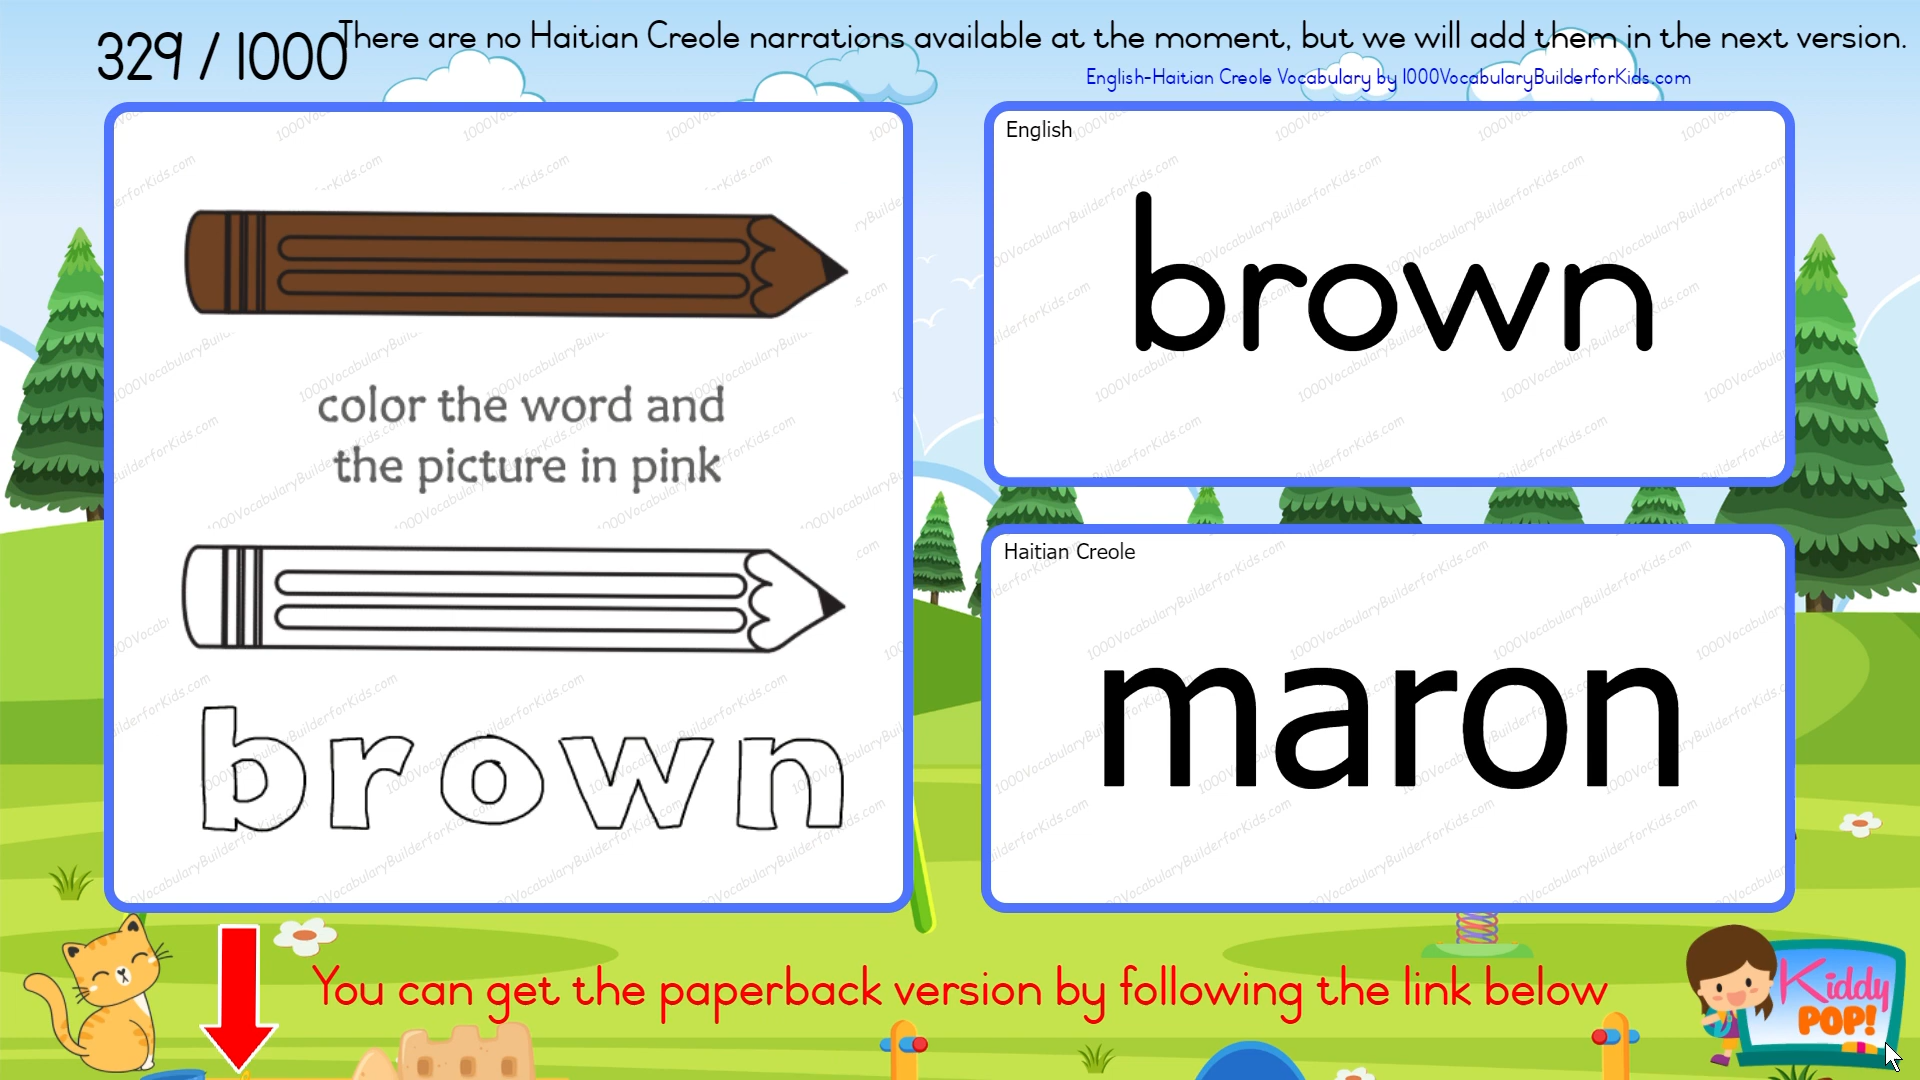 329 / 1000
There are no Haitian Creole narrations available at the moment, but we will add them in the next version.
English-Haitian Creole Vocabulary by 1000VocabularyBuilderforKids.com
color the word and
the picture in pink
brown
English
brown
Haitian Creole
maron
You can get the paperback version by following the link below
Kiddy
POP!